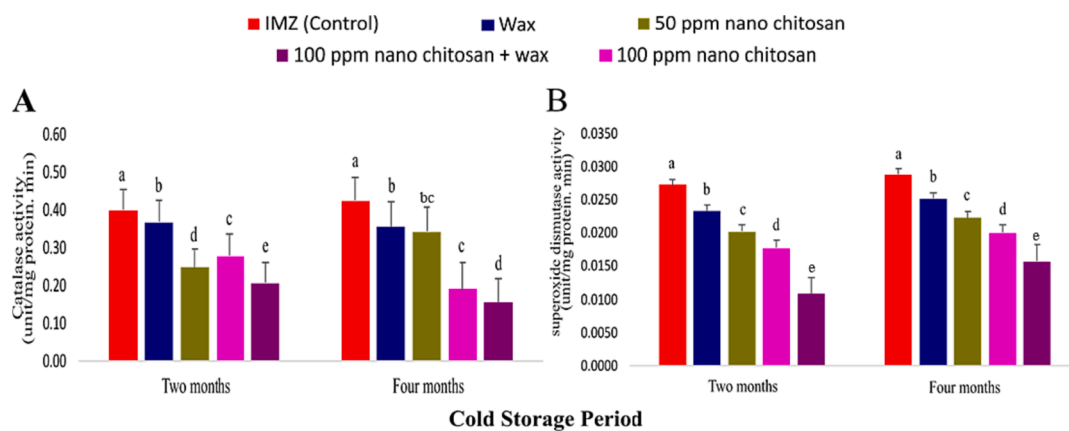 IMZ (Control) Wax 50 ppm nano chitosan
100 ppm nano chitosan + wax 100 ppm nano chitosan
A
Catalase activity
(unit/mg protein. min)
0.60
0.50
0.40
0.30
0.20
0.10
0.00
a b d c e
a b bc c d
Two months Four months
B
superoxide dismutase activity
(unit/mg protein. min)
0.0350
0.0300
0.0250
0.0200
0.0150
0.0100
0.0050
0.0000
a b c d e
a b c d e
Two months Four months
Cold Storage Period